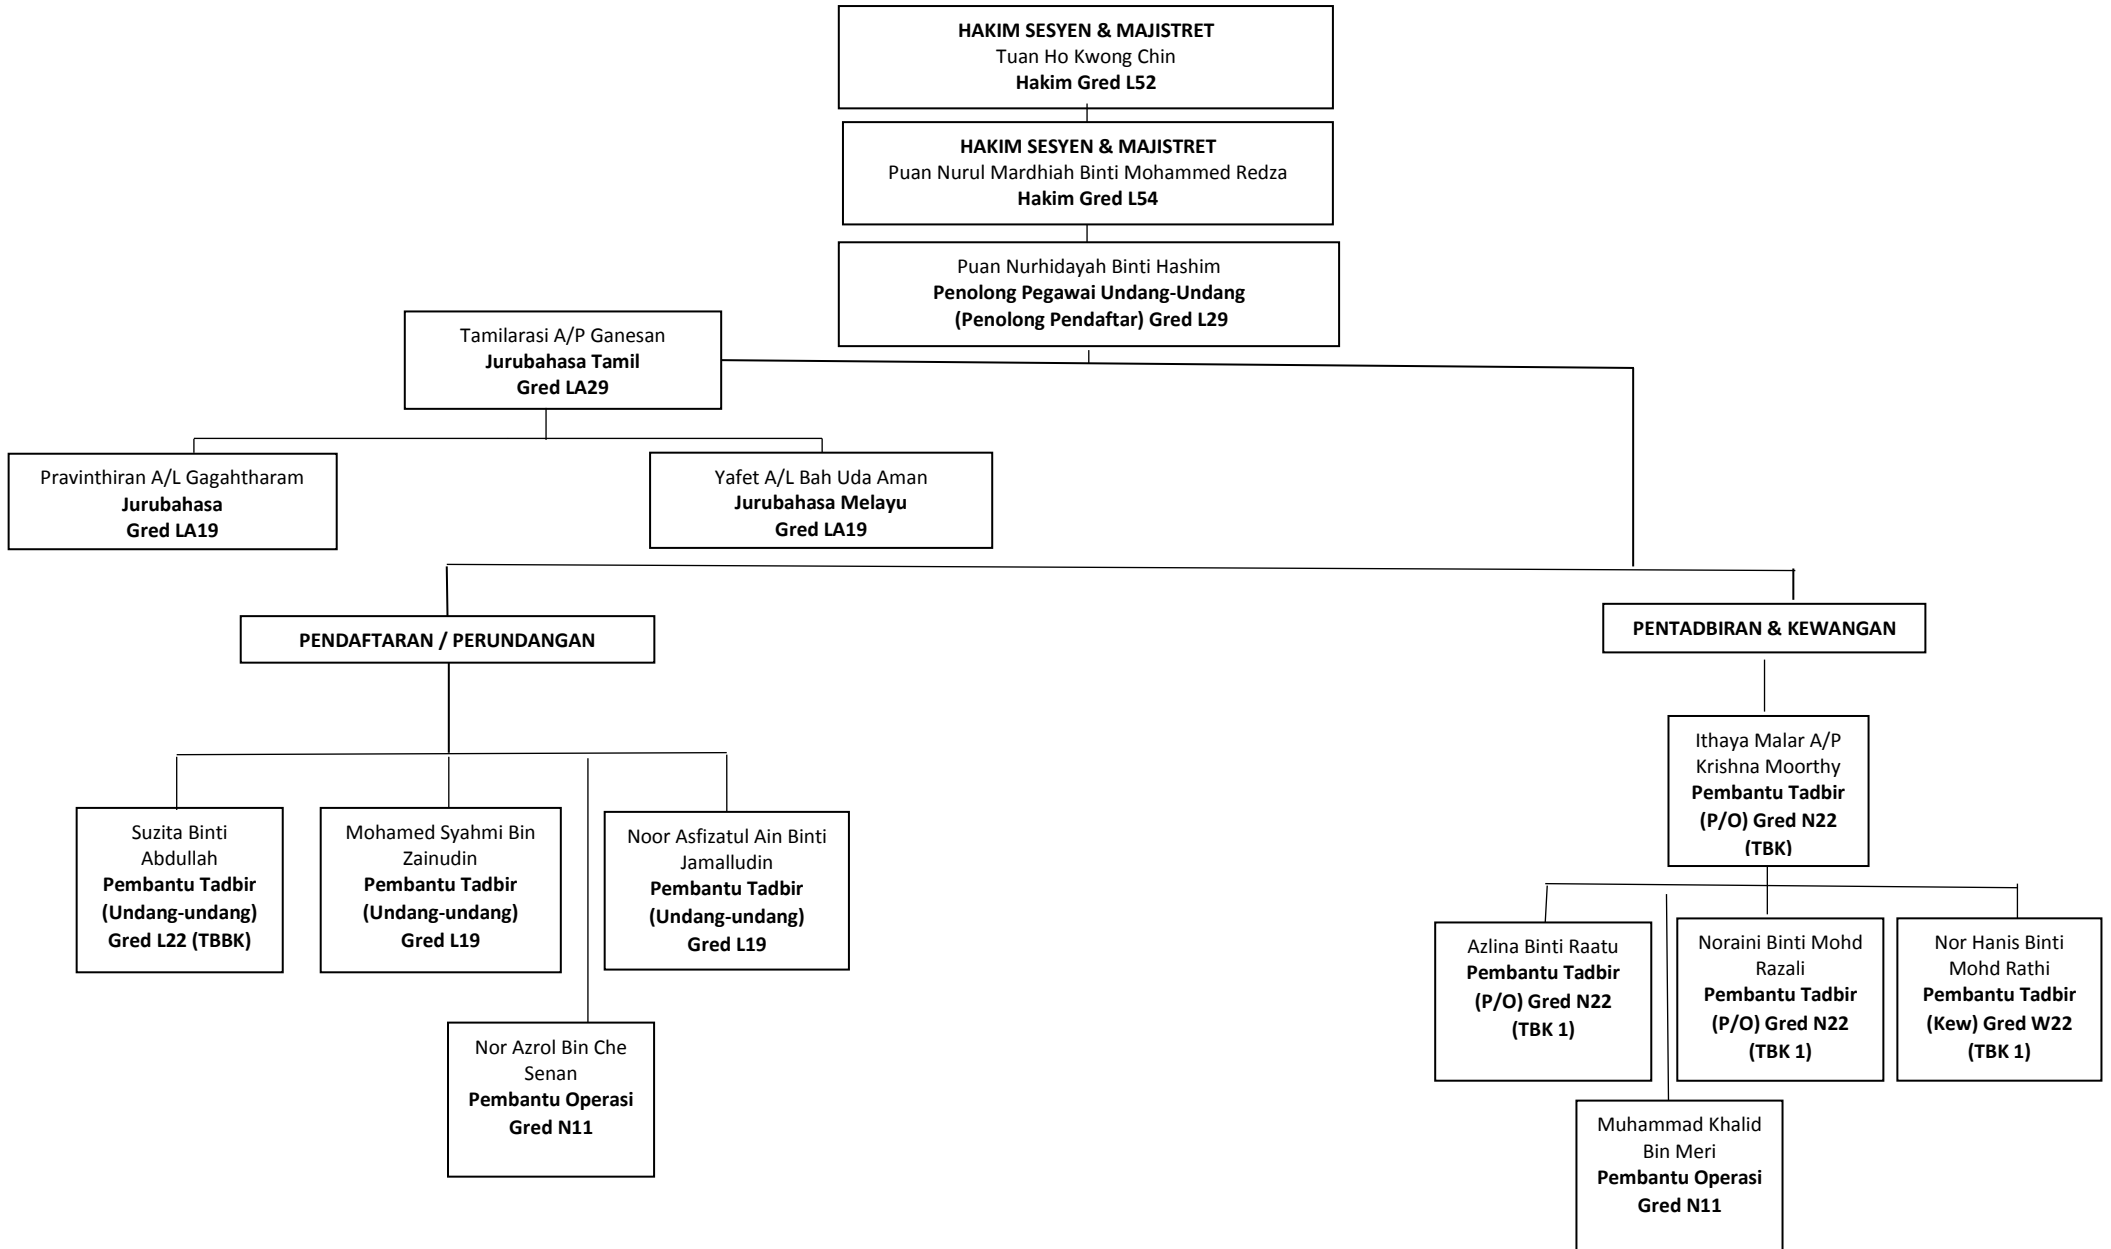 HAKIM SESYEN & MAJISTRET
Tuan Ho Kwong Chin
Hakim Gred L52
HAKIM SESYEN & MAJISTRET
Puan Nurul Mardhiah Binti Mohammed Redza
Hakim Gred L54
Puan Nurhidayah Binti Hashim
Penolong Pegawai Undang-Undang
(Penolong Pendaftar) Gred L29
Tamilarasi A/P Ganesan
Jurubahasa Tamil
Gred LA29
Pravinthiran A/L Gagahtharam
Jurubahasa
Gred LA19
Yafet A/L Bah Uda Aman
Jurubahasa Melayu
Gred LA19
PENDAFTARAN / PERUNDANGAN
PENTADBIRAN & KEWANGAN
Suzita Binti
Abdullah
Pembantu Tadbir
(Undang-undang)
Gred L22 (TBBK)
Mohamed Syahmi Bin
Zainudin
Pembantu Tadbir
(Undang-undang)
Gred L19
Noor Asfizatul Ain Binti
Jamalludin
Pembantu Tadbir
(Undang-undang)
Gred L19
Nor Azrol Bin Che
Senan
Pembantu Operasi
Gred N11
Ithaya Malar A/P
Krishna Moorthy
Pembantu Tadbir
(P/O) Gred N22
(TBK)
Azlina Binti Raatu
Pembantu Tadbir
(P/O) Gred N22
(TBK 1)
Noraini Binti Mohd
Razali
Pembantu Tadbir
(P/O) Gred N22
(TBK 1)
Nor Hanis Binti
Mohd Rathi
Pembantu Tadbir
(Kew) Gred W22
(TBK 1)
Muhammad Khalid
Bin Meri
Pembantu Operasi
Gred N11